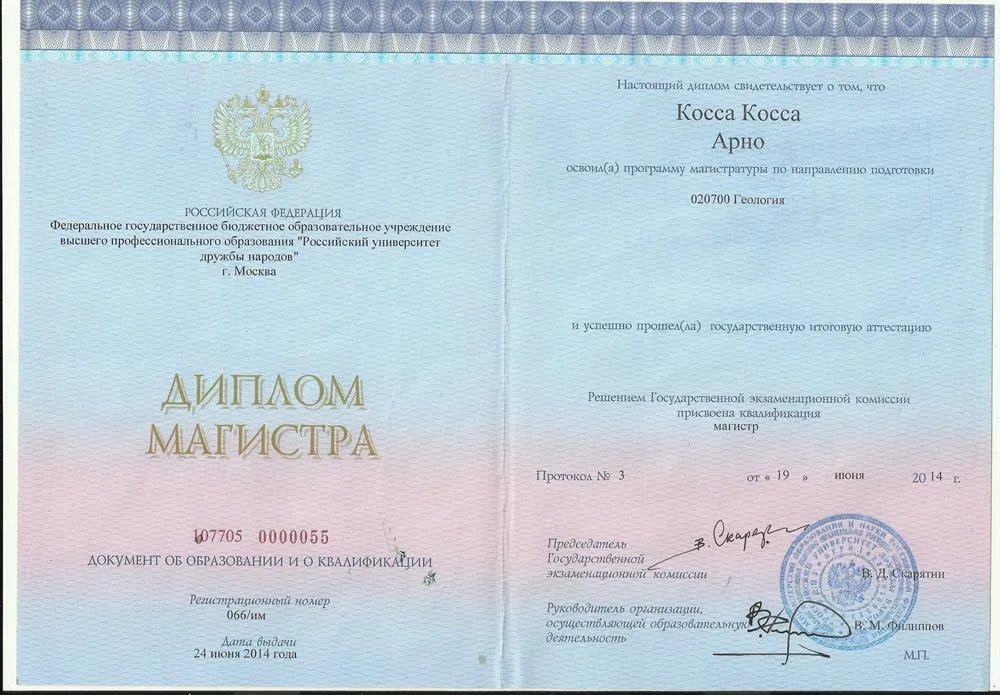 РОССИЙСКАЯ ФЕДЕРАЦИЯ
Федеральное государственное бюджетное образовательное учреждение
высшего профессионального образования "Российский университет
дружбы народов"
г. Москва
ДИПЛОМ
МАГИСТРА
107705 0000055
ДОКУМЕНТ ОБ ОБРАЗОВАНИИ И О КВАЛИФИКАЦИИ
Регистрационный номер
066/им
Дата выдачи
24 июня 2014 года
Настоящий диплом свидетельствует о том, что
Косса Косса
Арно
освоил(а) программу магистратуры по направлению подготовки
020700 Геология
и успешно прошел(ла) государственную итоговую аттестацию
Решением Государственной экзаменационной комиссии
присвоена квалификация
магистр
Протокол № 3 от « 19 » июня 2014 г.
Председатель
Государственной
экзаменационной комиссии В. Д. Скарятин
Руководитель организации,
осуществляющей образовательную В. М. Филиппов
деятельность
М.П.